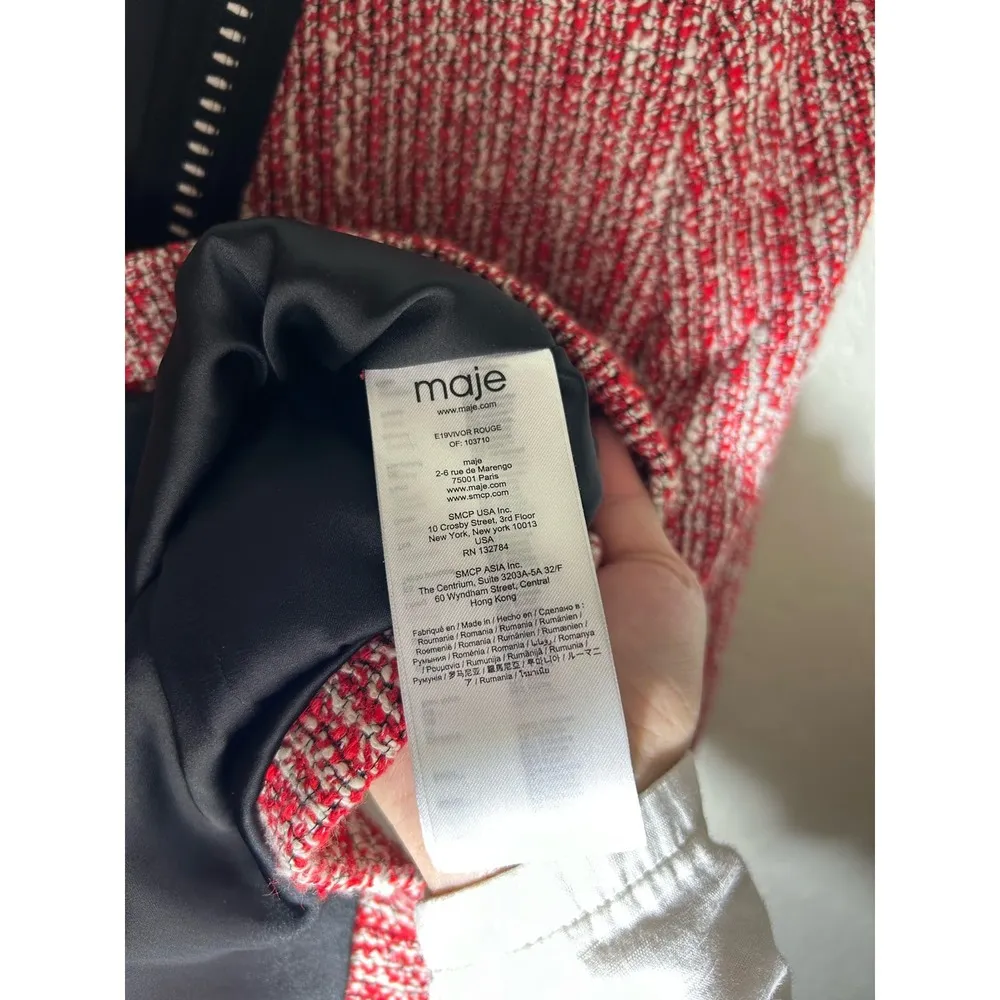 maje
www.maje.com
E19VIVOR ROUGE
OF: 103710
maje
2-6 rue de Marengo
75001 Paris
www.maje.com
www.smcp.com
SMCP USA Inc.
10 Crosby Street, 3rd Floor
New York, New york 10013
USA
RN 132784
SMCP ASIA Inc.
The Centrium, Suite 3203A-5A 32/F
60 Wyndham Street, Central
Hong Kong
Fabriqué en / Made in / Hecho en / Сделано в :
Roumanie / Romania / Rumania / Rumänien /
Roemenië / Romania / Rumänien / Rumænien /
Румыния / Roménia / Romania / رومانيا / Romanya
/ Ρουμανία / Rumunija / Rumānijā / Rumunia /
Румунія / 罗马尼亚 / 羅馬尼亞 / 루마니아 / ルーマニ
ア / Rumania / โรมาเนีย